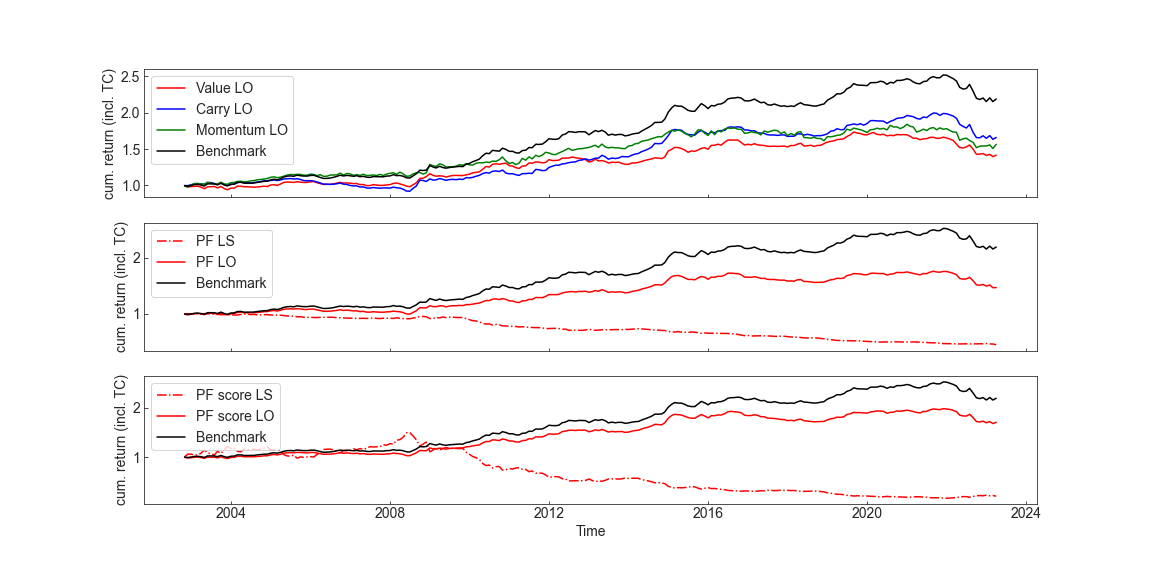 cum. return (incl. TC)
2.5
2.0
1.5
1.0
Value LO
Carry LO
Momentum LO
Benchmark
cum. return (incl. TC)
2
1
PF LS
PF LO
Benchmark
cum. return (incl. TC)
2
1
PF score LS
PF score LO
Benchmark
2004 2008 2012 2016 2020 2024
Time